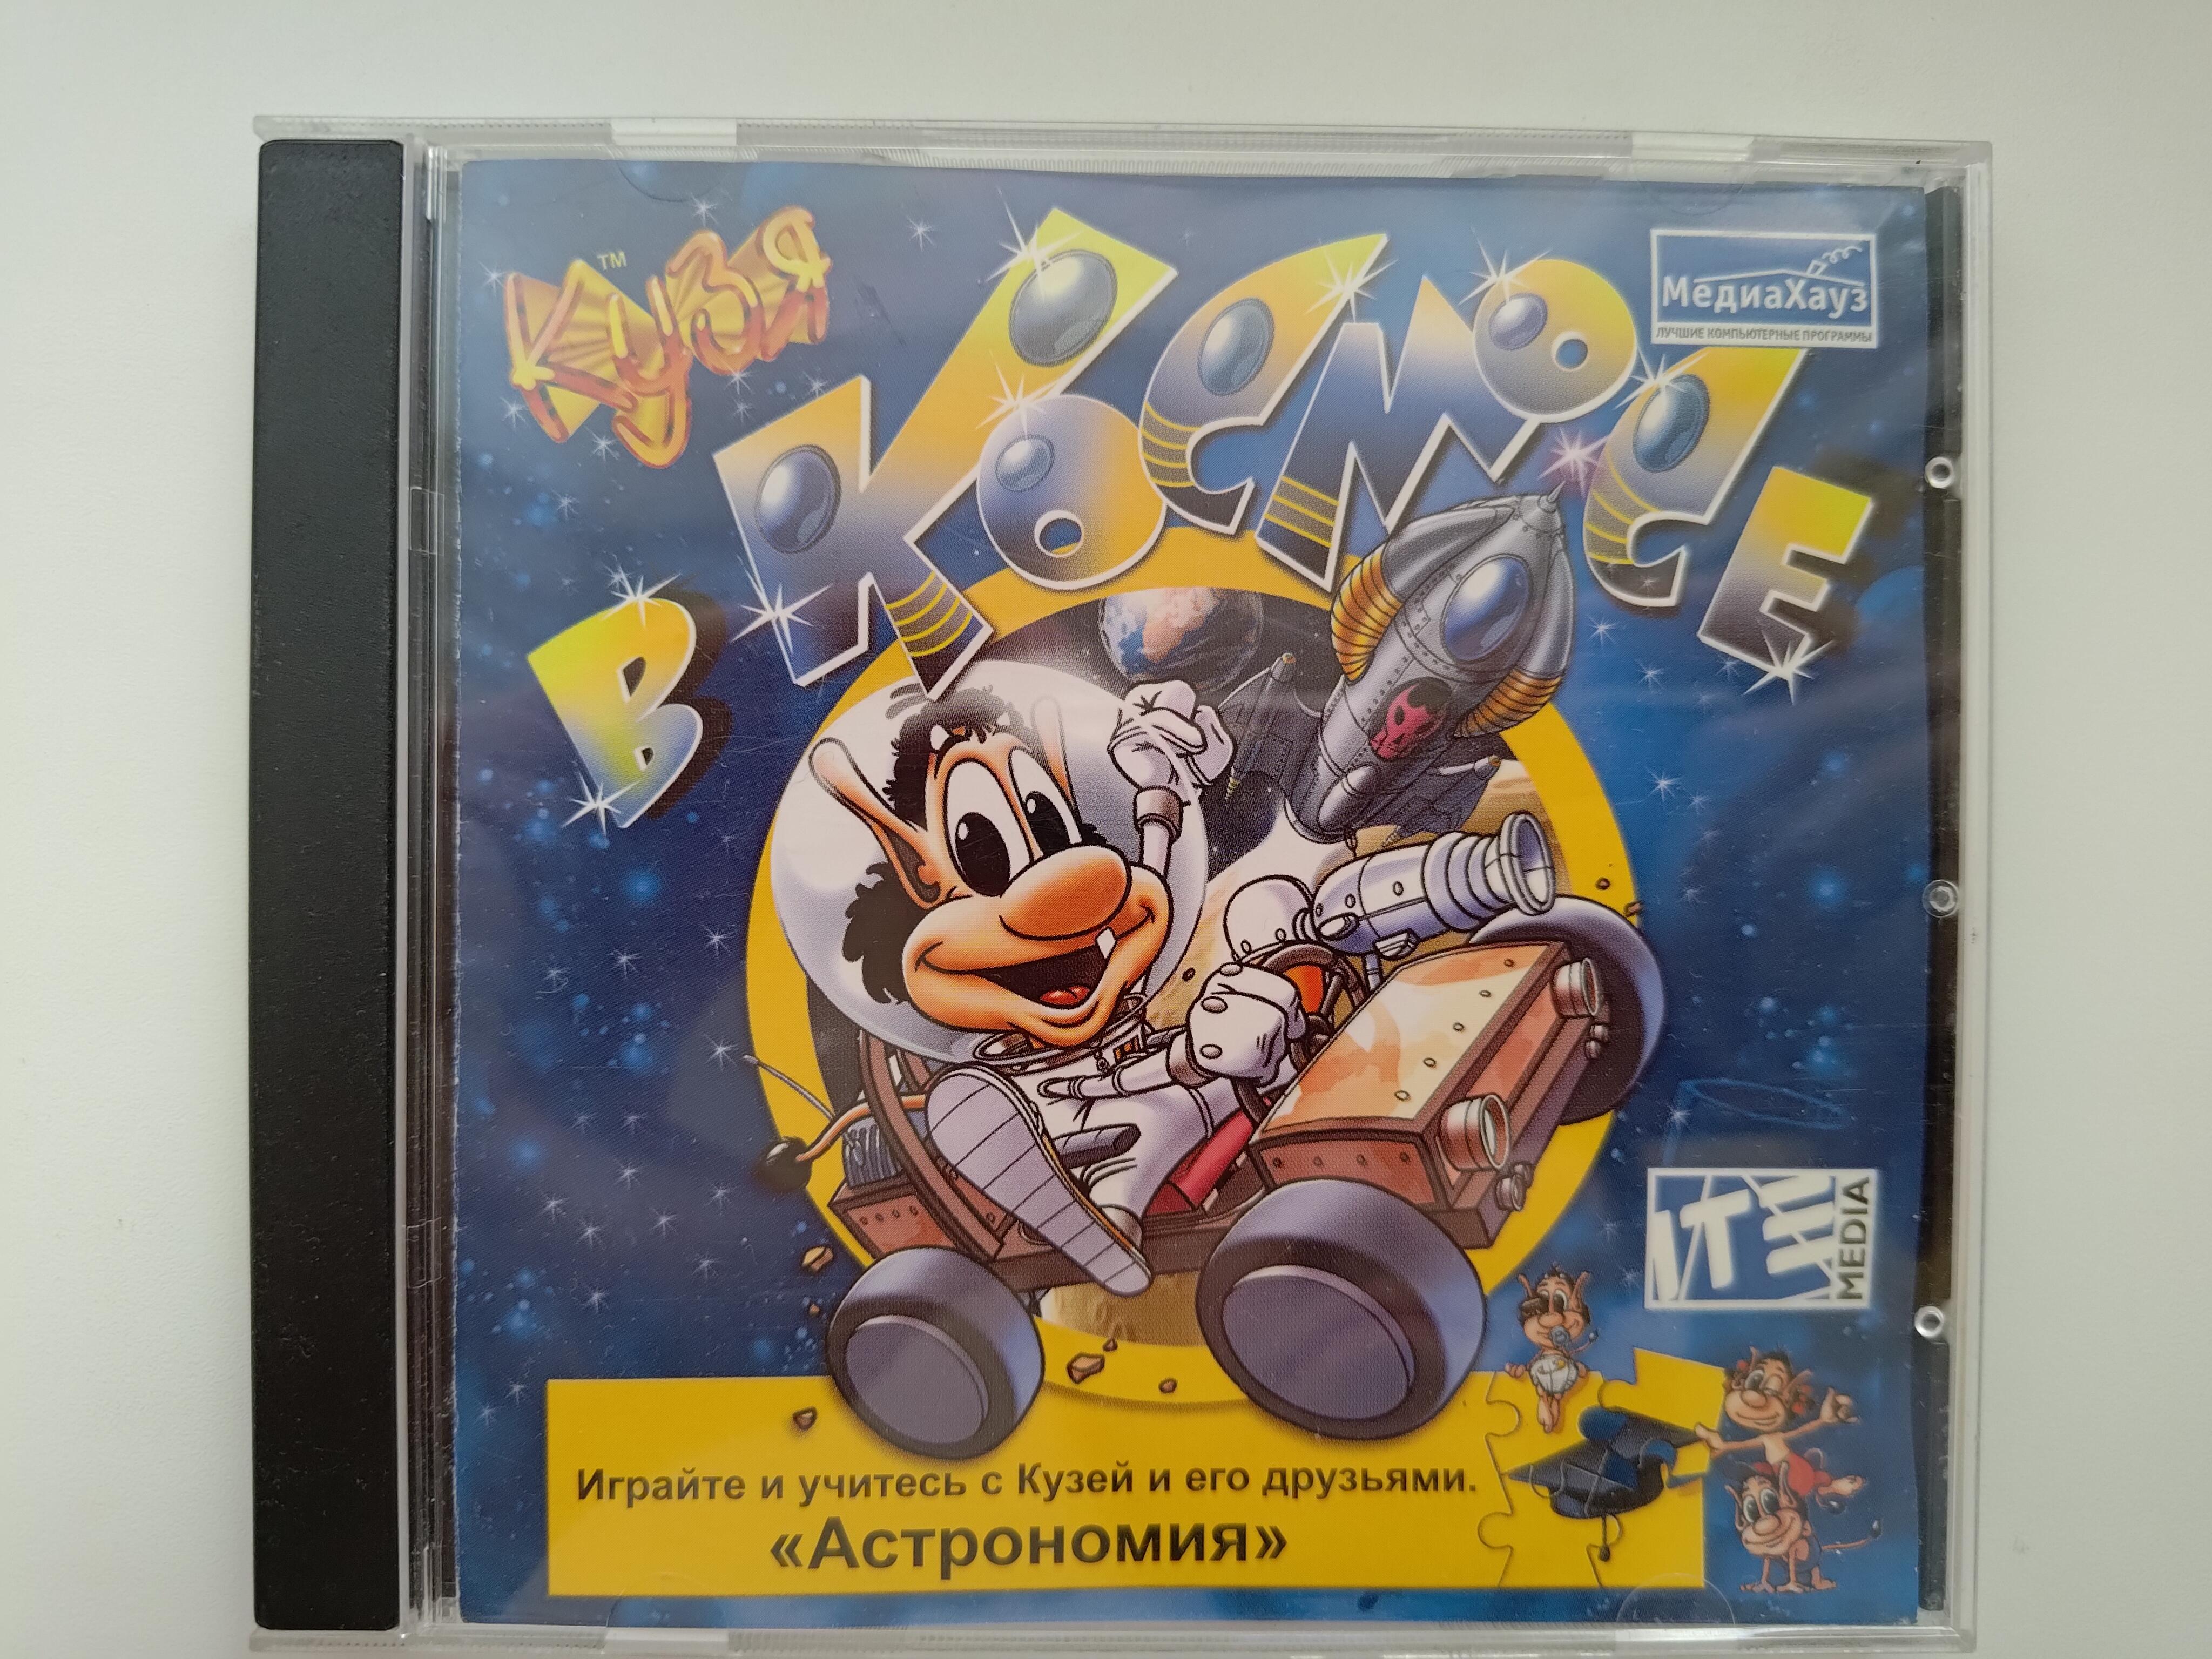 Кузя™
В КОСМОСЕ
МедиаХауз
ЛУЧШИЕ КОМПЬЮТЕРНЫЕ ПРОГРАММЫ
ITE
MEDIA
Играйте и учитесь с Кузей и его друзьями.
«Астрономия»